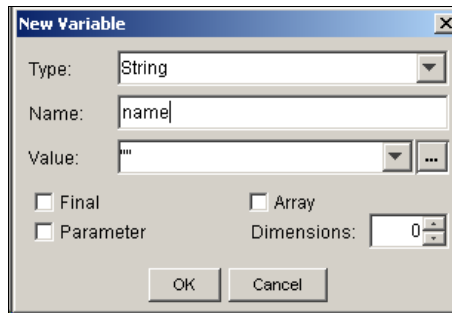 New Variable
Type: String
Name: name
Value: "" ...
Final Array
Parameter Dimensions: 0
OK Cancel